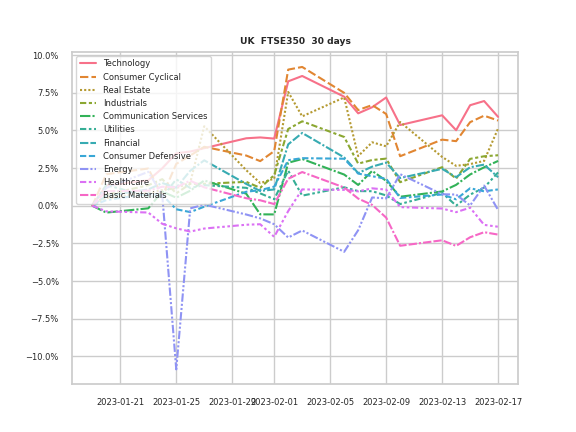 UK  FTSE350  30 days
10.0%
7.5%
5.0%
2.5%
0.0%
−2.5%
−5.0%
−7.5%
−10.0%
Technology
Consumer Cyclical
Real Estate
Industrials
Communication Services
Utilities
Financial
Consumer Defensive
Energy
Healthcare
Basic Materials
2023-01-21 2023-01-25 2023-01-29 2023-02-01 2023-02-05 2023-02-09 2023-02-13 2023-02-17